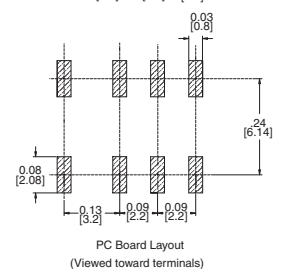 0.03
[0.8]
.24
[6.14]
0.08
[2.08]
0.13 0.09 0.09
[3.2] [2.2] [2.2]
PC Board Layout
(Viewed toward terminals)